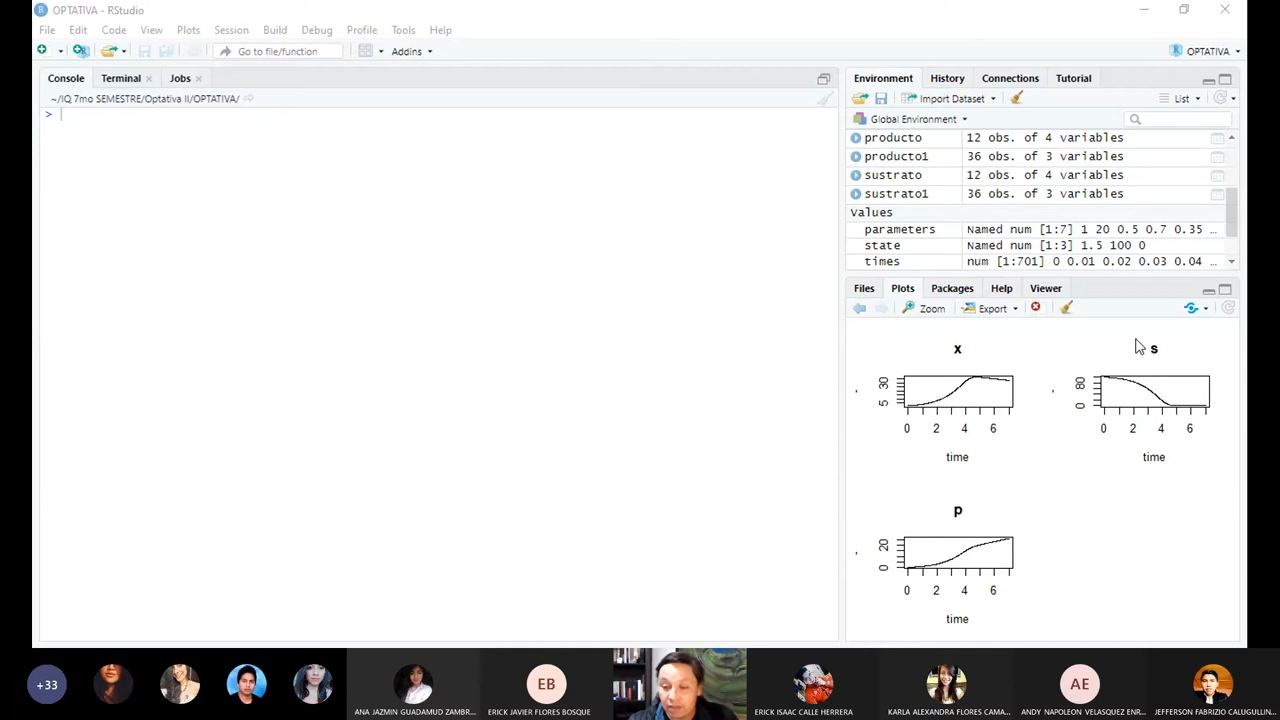 OPTATIVA - RStudio
File Edit Code View Plots Session Build Debug Profile Tools Help
Go to file/function Addins OPTATIVA
Console Terminal Jobs
~/IQ 7mo SEMESTRE/Optativa II/OPTATIVA/
>
Environment History Connections Tutorial
Import Dataset List
Global Environment
producto 12 obs. of 4 variables
producto1 36 obs. of 3 variables
sustrato 12 obs. of 4 variables
sustrato1 36 obs. of 3 variables
Values
parameters Named num [1:7] 1 20 0.5 0.7 0.35 ...
state Named num [1:3] 1.5 100 0
times num [1:701] 0 0.01 0.02 0.03 0.04 ...
Files Plots Packages Help Viewer
Zoom Export
x
5 30
0 2 4 6
time
s
0 80
0 2 4 6
time
p
0 20
0 2 4 6
time
+33
ANA JAZMIN GUADAMUD ZAMBR...
EB
ERICK JAVIER FLORES BOSQUE
ERICK ISAAC CALLE HERRERA
KARLA ALEXANDRA FLORES CAMA...
AE
ANDY NAPOLEON VELASQUEZ ENR...
JEFFERSON FABRIZIO CALUGULLIN...